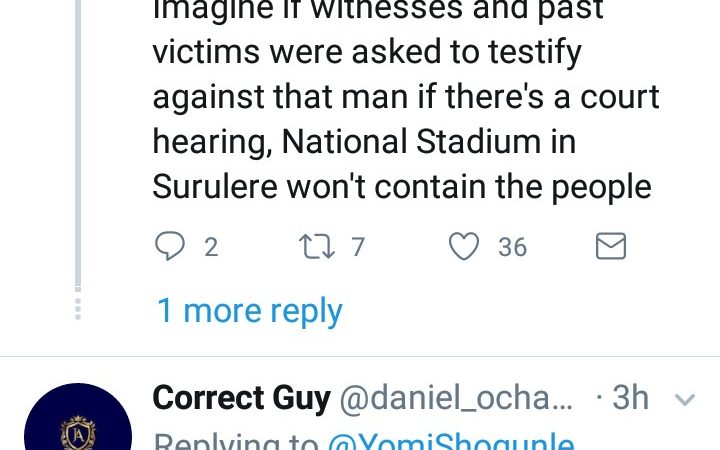 Imagine if witnesses and past
victims were asked to testify
against that man if there's a court
hearing, National Stadium in
Surulere won't contain the people
2 7 36
1 more reply
Correct Guy @daniel_ocha... · 3h
Replying to @YomiShogunle